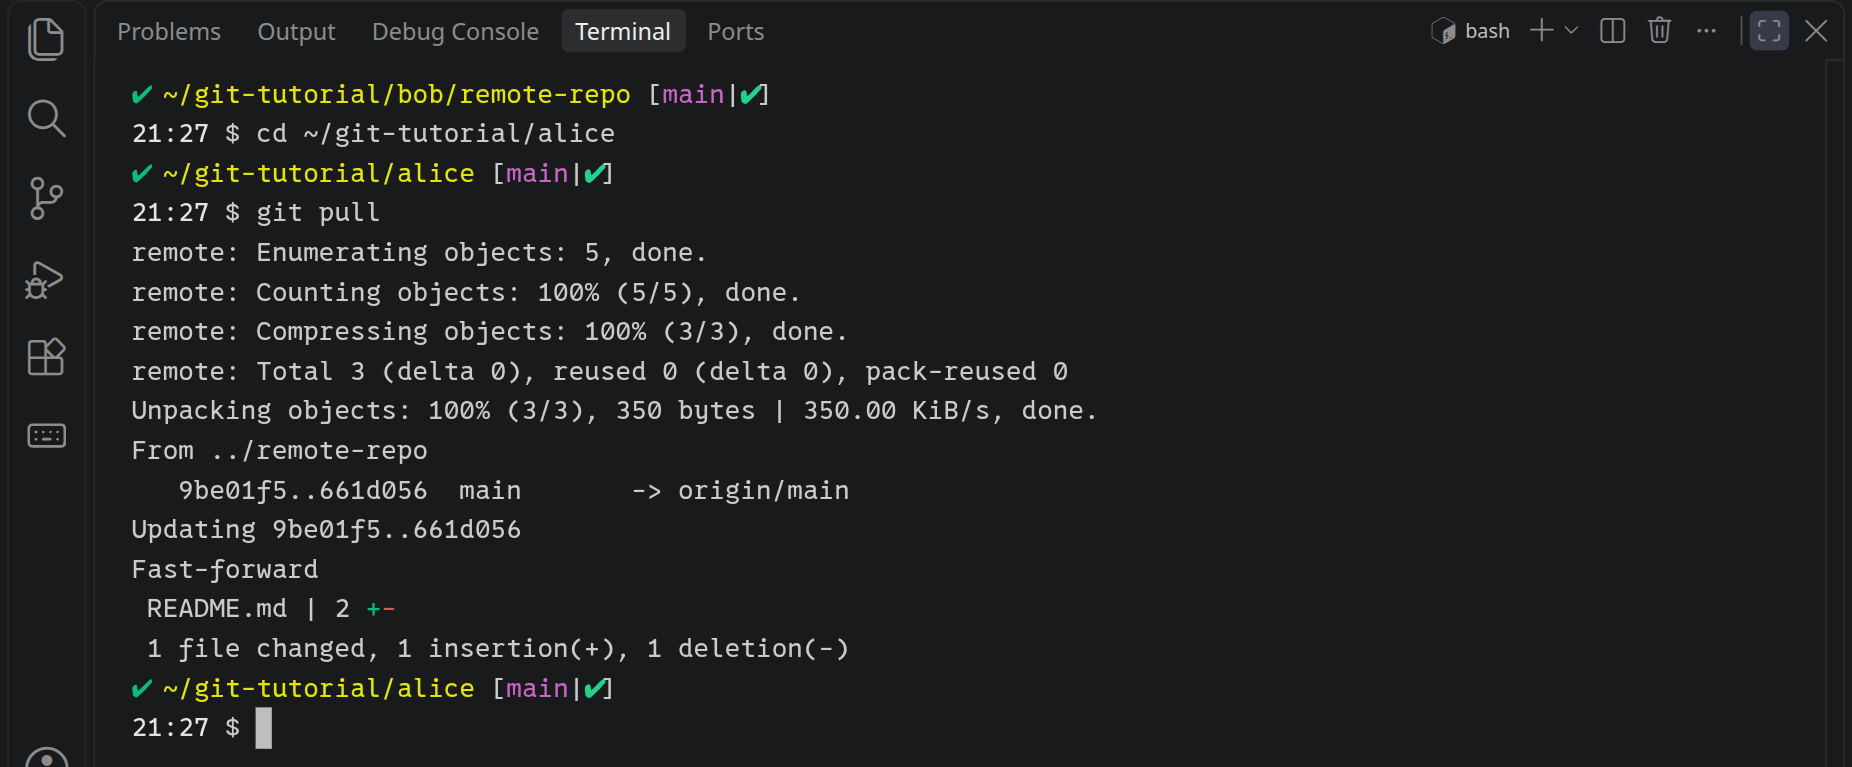 Problems Output Debug Console Terminal Ports bash
✔ ~/git-tutorial/bob/remote-repo [main|✔]
21:27 $ cd ~/git-tutorial/alice
✔ ~/git-tutorial/alice [main|✔]
21:27 $ git pull
remote: Enumerating objects: 5, done.
remote: Counting objects: 100% (5/5), done.
remote: Compressing objects: 100% (3/3), done.
remote: Total 3 (delta 0), reused 0 (delta 0), pack-reused 0
Unpacking objects: 100% (3/3), 350 bytes | 350.00 KiB/s, done.
From ../remote-repo
   9be01f5..661d056  main       -> origin/main
Updating 9be01f5..661d056
Fast-forward
 README.md | 2 +-
 1 file changed, 1 insertion(+), 1 deletion(-)
✔ ~/git-tutorial/alice [main|✔]
21:27 $